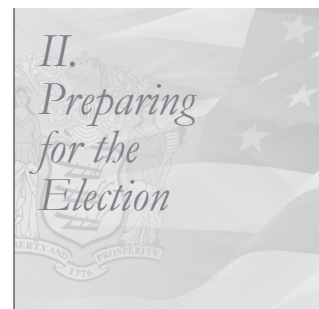 II.
Preparing
for the
Election
LIBERTY AND PROSPERITY
1776